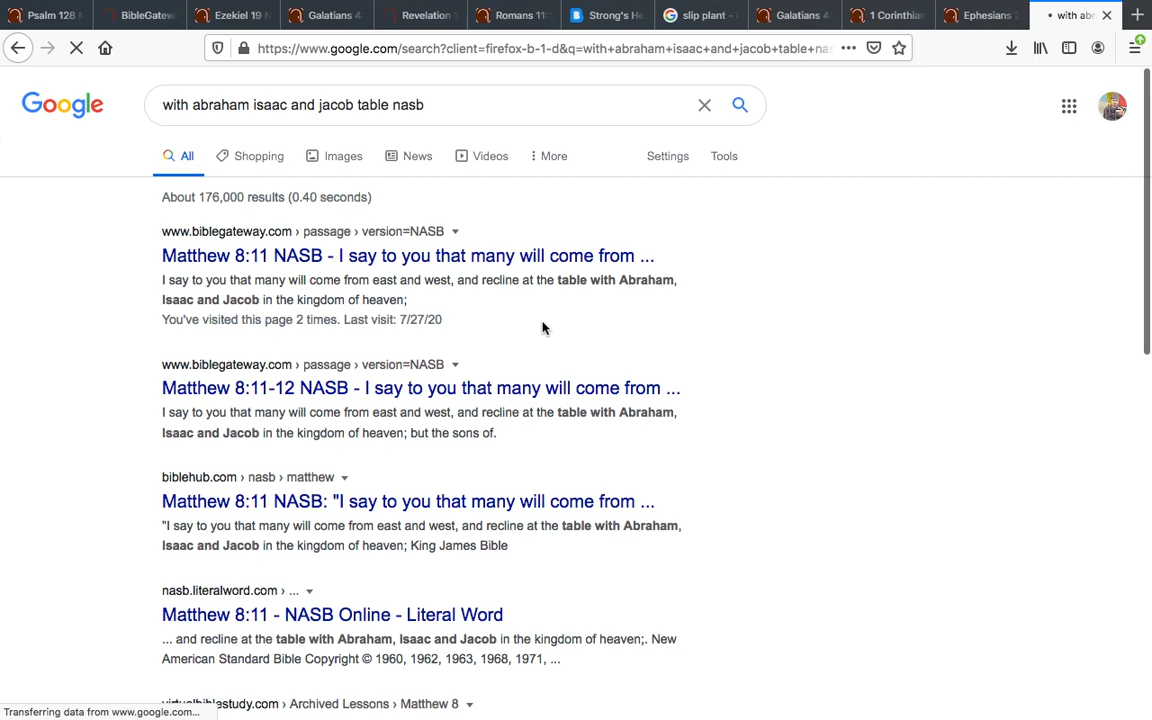 Psalm 128
BibleGatew
Ezekiel 19 N
Galatians 4
Revelation
Romans 11
Strong's He
slip plant -
Galatians 4
1 Corinthian
Ephesians 2
with abr
https://www.google.com/search?client=firefox-b-1-d&q=with+abraham+isaac+and+jacob+table+na
Google
with abraham isaac and jacob table nasb
All
Shopping
Images
News
Videos
More
Settings
Tools
About 176,000 results (0.40 seconds)
www.biblegateway.com › passage › version=NASB
Matthew 8:11 NASB - I say to you that many will come from ...
I say to you that many will come from east and west, and recline at the table with Abraham,
Isaac and Jacob in the kingdom of heaven;
You've visited this page 2 times. Last visit: 7/27/20
www.biblegateway.com › passage › version=NASB
Matthew 8:11-12 NASB - I say to you that many will come from ...
I say to you that many will come from east and west, and recline at the table with Abraham,
Isaac and Jacob in the kingdom of heaven; but the sons of.
biblehub.com › nasb › matthew
Matthew 8:11 NASB: "I say to you that many will come from ...
"I say to you that many will come from east and west, and recline at the table with Abraham,
Isaac and Jacob in the kingdom of heaven; King James Bible
nasb.literalword.com › ...
Matthew 8:11 - NASB Online - Literal Word
... and recline at the table with Abraham, Isaac and Jacob in the kingdom of heaven;. New
American Standard Bible Copyright © 1960, 1962, 1963, 1968, 1971, ...
virtualbiblestudy.com › Archived Lessons › Matthew 8
Transferring data from www.google.com...